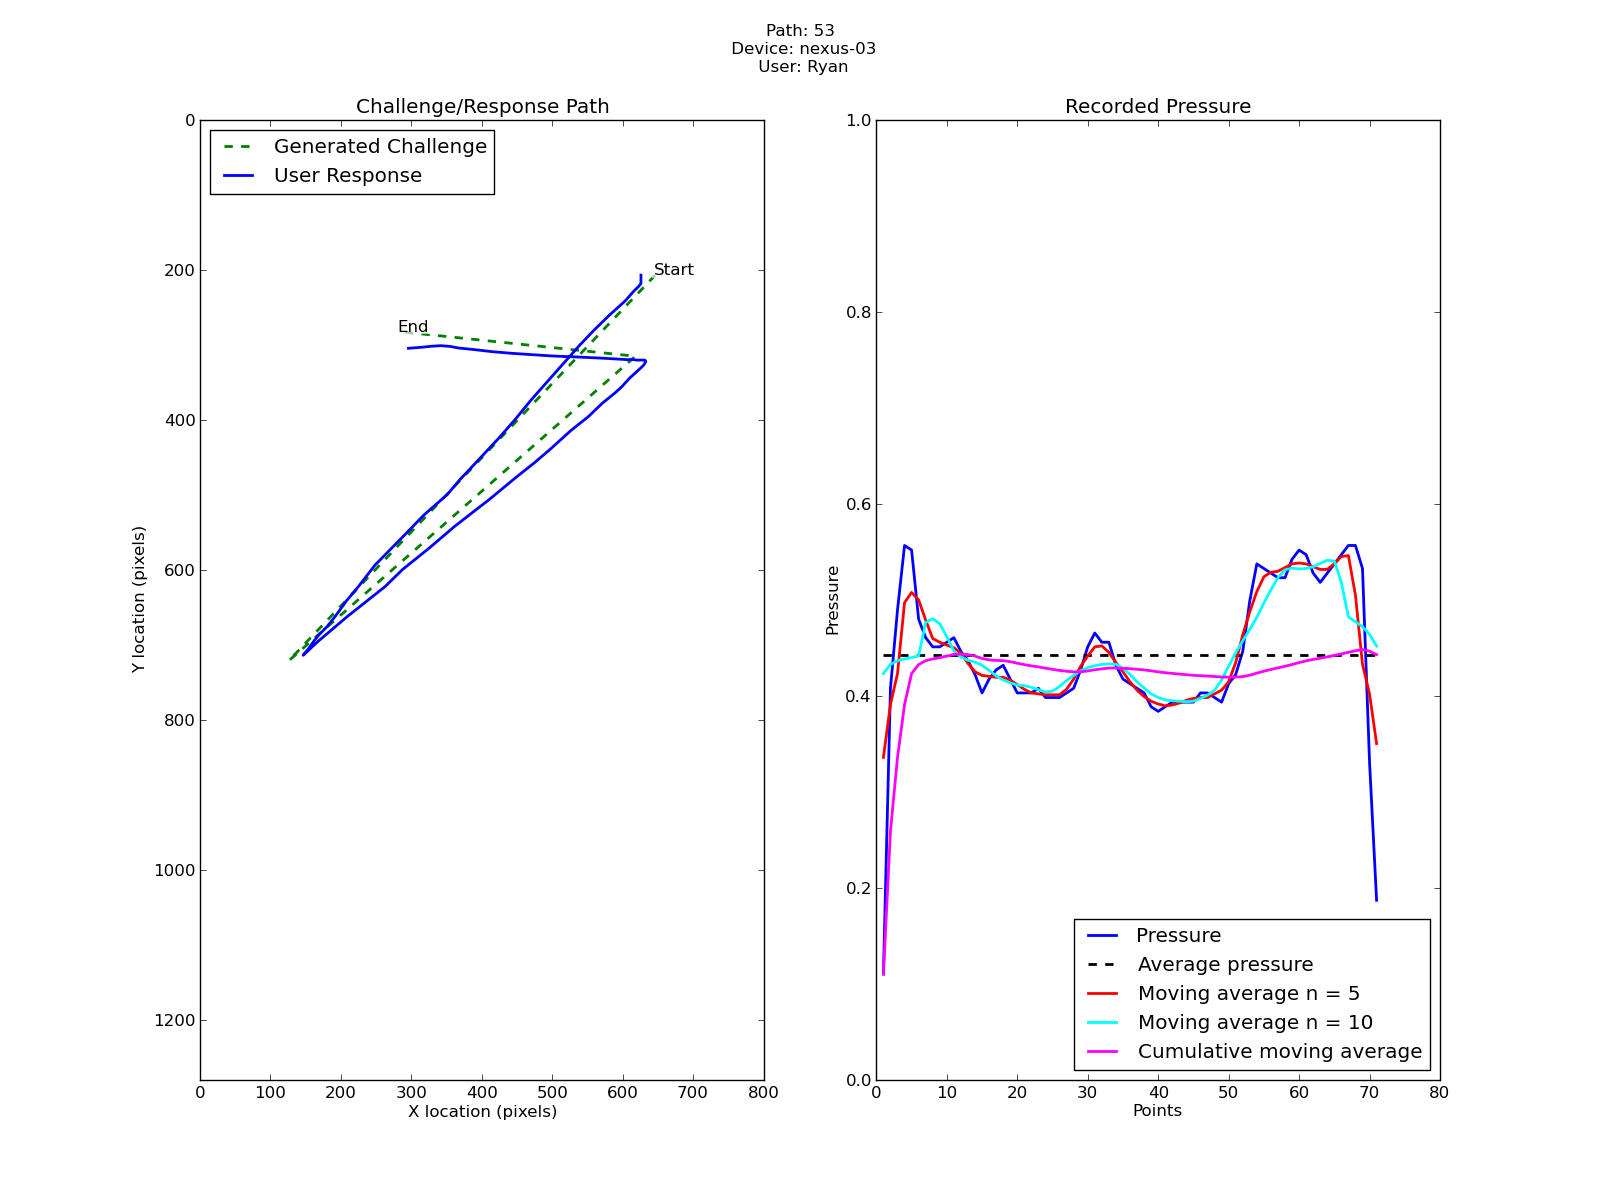 Path: 53
Device: nexus-03
User: Ryan
Challenge/Response Path
Generated Challenge
User Response
Start
End
0
200
400
600
800
1000
1200
Y location (pixels)
0 100 200 300 400 500 600 700 800
X location (pixels)
Recorded Pressure
1.0
0.8
0.6
0.4
0.2
0.0
Pressure
Pressure
Average pressure
Moving average n = 5
Moving average n = 10
Cumulative moving average
0 10 20 30 40 50 60 70 80
Points